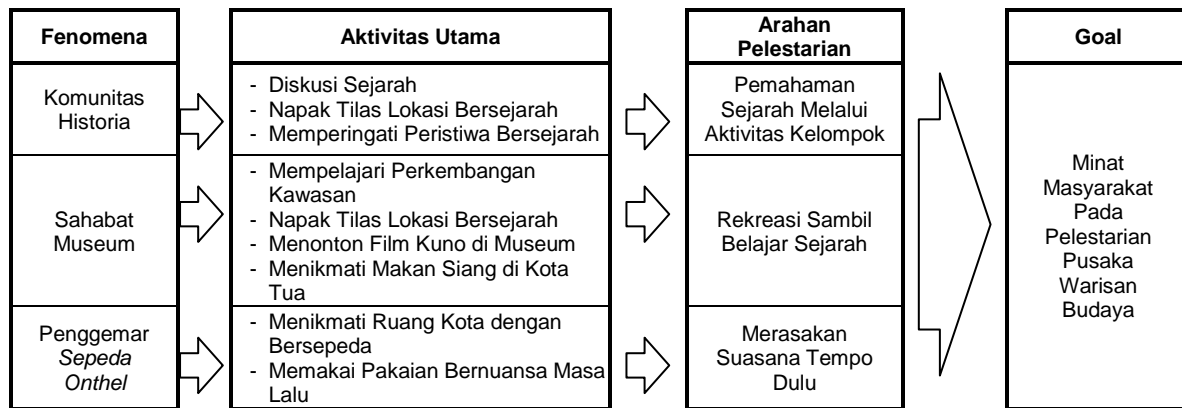 Fenomena
Aktivitas Utama
Arahan
Pelestarian
Goal
Komunitas
Historia
- Diskusi Sejarah
- Napak Tilas Lokasi Bersejarah
- Memperingati Peristiwa Bersejarah
Pemahaman
Sejarah Melalui
Aktivitas Kelompok
Sahabat
Museum
- Mempelajari Perkembangan
Kawasan
- Napak Tilas Lokasi Bersejarah
- Menonton Film Kuno di Museum
- Menikmati Makan Siang di Kota
Tua
Rekreasi Sambil
Belajar Sejarah
Penggemar
Sepeda
Onthel
- Menikmati Ruang Kota dengan
Bersepeda
- Memakai Pakaian Bernuansa Masa
Lalu
Merasakan
Suasana Tempo
Dulu
Minat
Masyarakat
Pada
Pelestarian
Pusaka
Warisan
Budaya